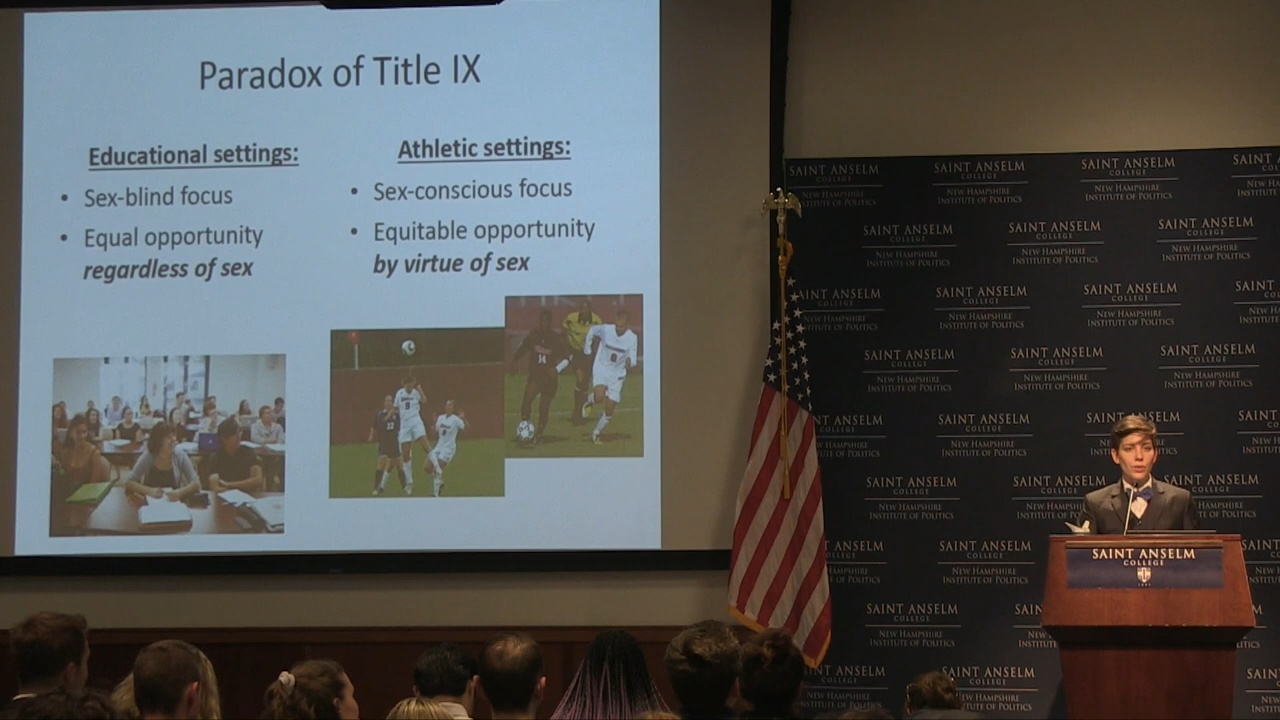 Paradox of Title IX
Educational settings:
• Sex-blind focus
• Equal opportunity
regardless of sex
Athletic settings:
• Sex-conscious focus
• Equitable opportunity
by virtue of sex
SAINT ANSELM
COLLEGE
NEW HAMPSHIRE
INSTITUTE OF POLITICS
SAINT ANSELM
COLLEGE